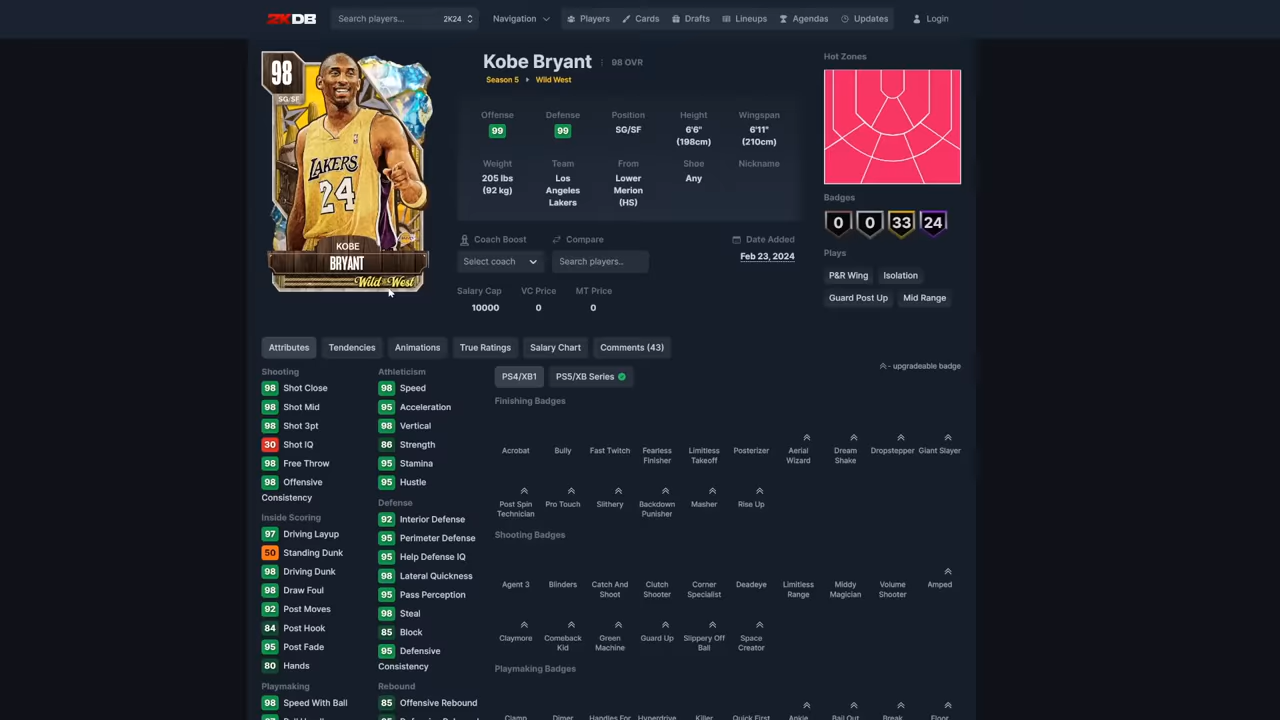 2KDB
Search players...
2K24
Navigation
Players
Cards
Drafts
Lineups
Agendas
Updates
Login
98
SG/SF
LAKERS
24
KOBE
BRYANT
Wild West
Kobe Bryant
98 OVR
Season 5
Wild West
Offense
99
Defense
99
Position
SG/SF
Height
6'6"
(198cm)
Wingspan
6'11"
(210cm)
Weight
205 lbs
(92 kg)
Team
Los
Angeles
Lakers
From
Lower
Merion
(HS)
Shoe
Any
Nickname
Coach Boost
Select coach
Compare
Search players...
Date Added
Feb 23, 2024
Salary Cap
10000
VC Price
0
MT Price
0
Hot Zones
Badges
0
0
33
24
Plays
P&R Wing
Isolation
Guard Post Up
Mid Range
Attributes
Tendencies
Animations
True Ratings
Salary Chart
Comments (43)
- upgradeable badge
Shooting
98 Shot Close
98 Shot Mid
98 Shot 3pt
30 Shot IQ
98 Free Throw
98 Offensive
Consistency
Inside Scoring
97 Driving Layup
50 Standing Dunk
98 Driving Dunk
98 Draw Foul
92 Post Moves
84 Post Hook
95 Post Fade
80 Hands
Playmaking
98 Speed With Ball
Athleticism
98 Speed
95 Acceleration
98 Vertical
86 Strength
95 Stamina
95 Hustle
Defense
92 Interior Defense
95 Perimeter Defense
95 Help Defense IQ
98 Lateral Quickness
95 Pass Perception
98 Steal
85 Block
95 Defensive
Consistency
Rebound
85 Offensive Rebound
PS4/XB1
PS5/XB Series
Finishing Badges
Acrobat
Bully
Fast Twitch
Fearless
Finisher
Limitless
Takeoff
Posterizer
Aerial
Wizard
Dream
Shake
Dropstepper
Giant Slayer
Post Spin
Technician
Pro Touch
Slithery
Backdown
Punisher
Masher
Rise Up
Shooting Badges
Agent 3
Blinders
Catch And
Shoot
Clutch
Shooter
Corner
Specialist
Deadeye
Limitless
Range
Middy
Magician
Volume
Shooter
Amped
Claymore
Comeback
Kid
Green
Machine
Guard Up
Slippery Off
Ball
Space
Creator
Playmaking Badges
Clamp
Dimer
Handles For
Hyperdrive
Killer
Quick First
Ankle
Bail Out
Break
Floor